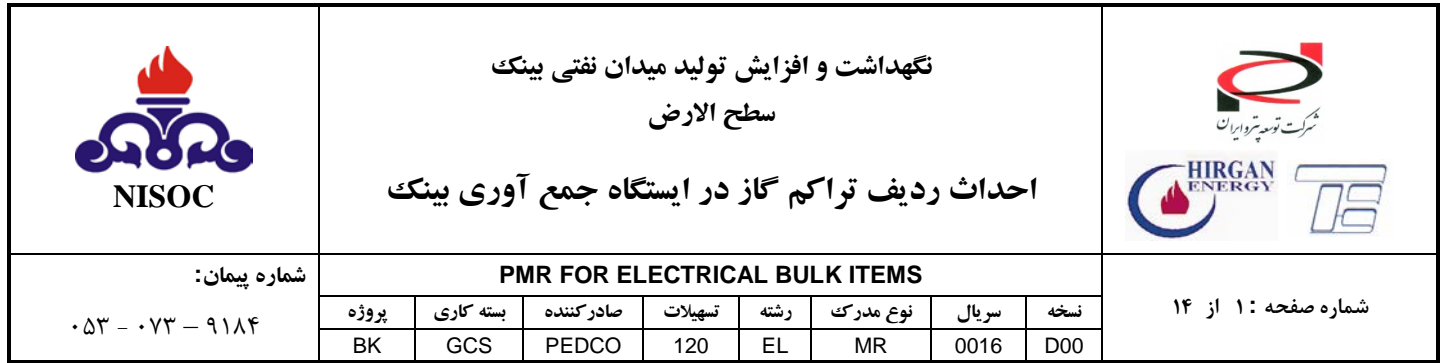 نگهداشت و افزایش تولید میدان نفتی بینک
سطح الارض
احداث ردیف تراکم گاز در ایستگاه جمع آوری بینک
شرکت توسعه پترو ایران
HIRGAN
ENERGY
NISOC
شماره پیمان:
۰۵۳ - ۰۷۳ – ۹۱۸۴
PMR FOR ELECTRICAL BULK ITEMS
شماره صفحه : ۱ از ۱۴
نسخه سریال نوع مدرک رشته تسهیلات صادرکننده بسته کاری پروژه
BK GCS PEDCO 120 EL MR 0016 D00